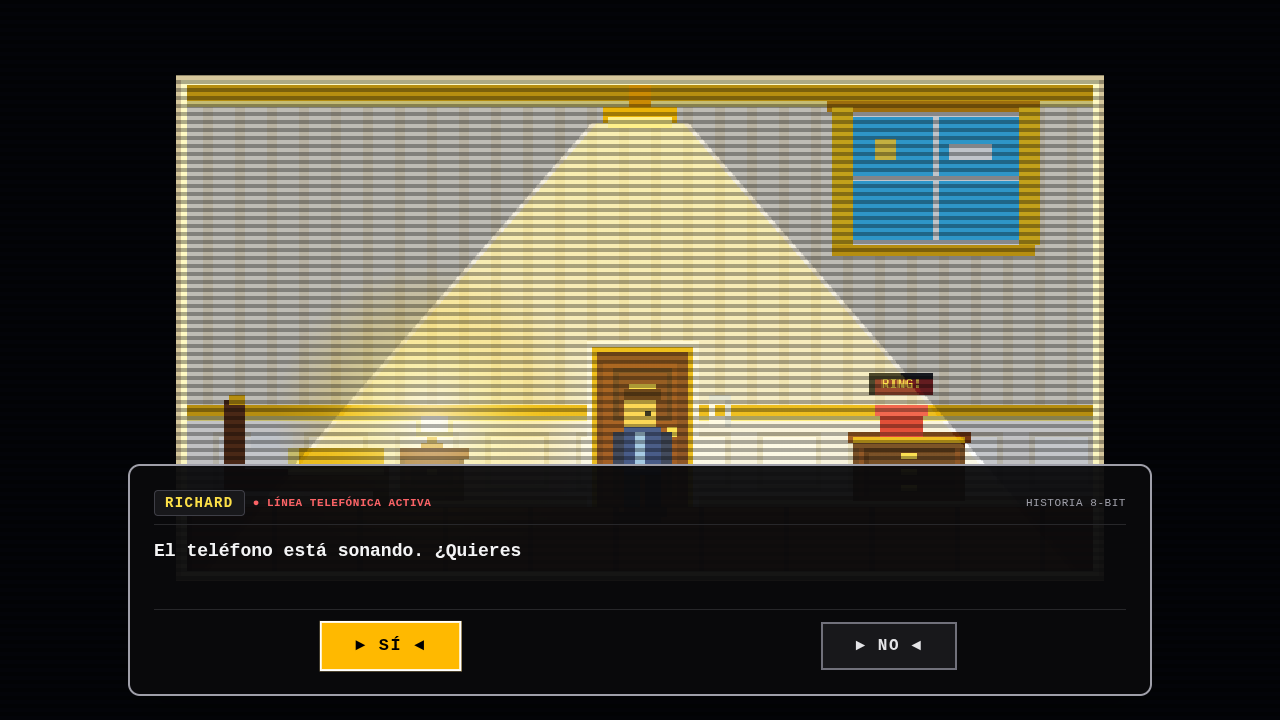 RING!
RICHARD ● LÍNEA TELEFÓNICA ACTIVA HISTORIA 8-BIT
El teléfono está sonando. ¿Quieres
► SÍ ◄ ► NO ◄